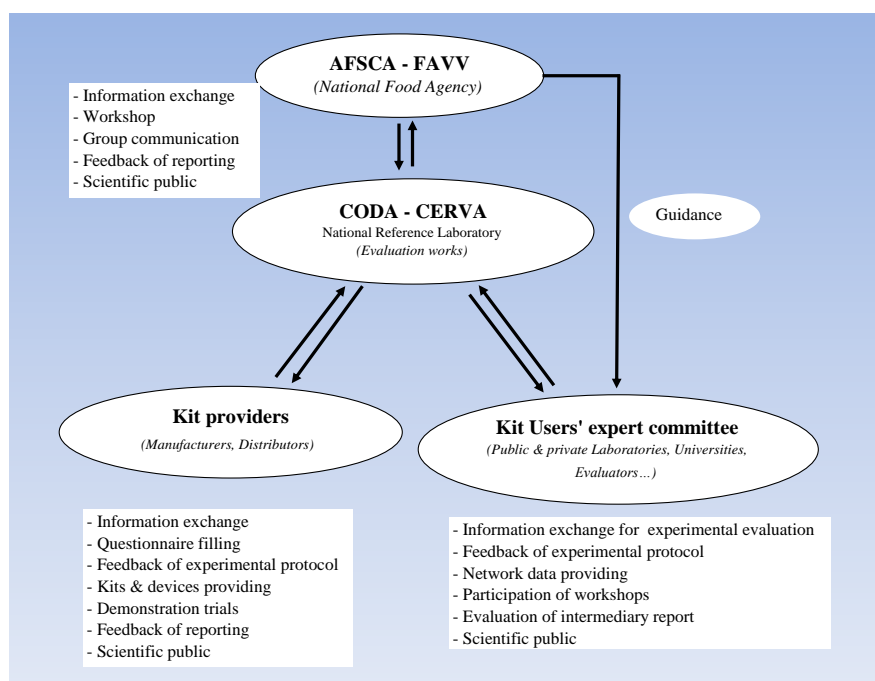 AFSCA - FAVV
(National Food Agency)
- Information exchange
- Workshop
- Group communication
- Feedback of reporting
- Scientific public
CODA - CERVA
National Reference Laboratory
(Evaluation works)
Guidance
Kit providers
(Manufacturers, Distributors)
Kit Users' expert committee
(Public & private Laboratories, Universities,
Evaluators…)
- Information exchange
- Questionnaire filling
- Feedback of experimental protocol
- Kits & devices providing
- Demonstration trials
- Feedback of reporting
- Scientific public
- Information exchange for experimental evaluation
- Feedback of experimental protocol
- Network data providing
- Participation of workshops
- Evaluation of intermediary report
- Scientific public